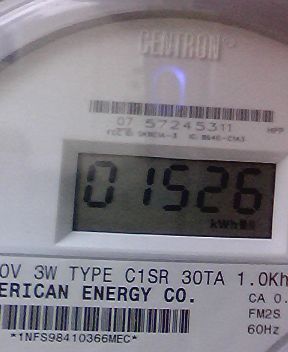 CENTRON®
07 57245311
01526
kWh
0V 3W TYPE C1SR 30TA 1.0Kh
ERICAN ENERGY CO.
CA 0.
FM2S
60Hz
*1NFS98410366MEC*